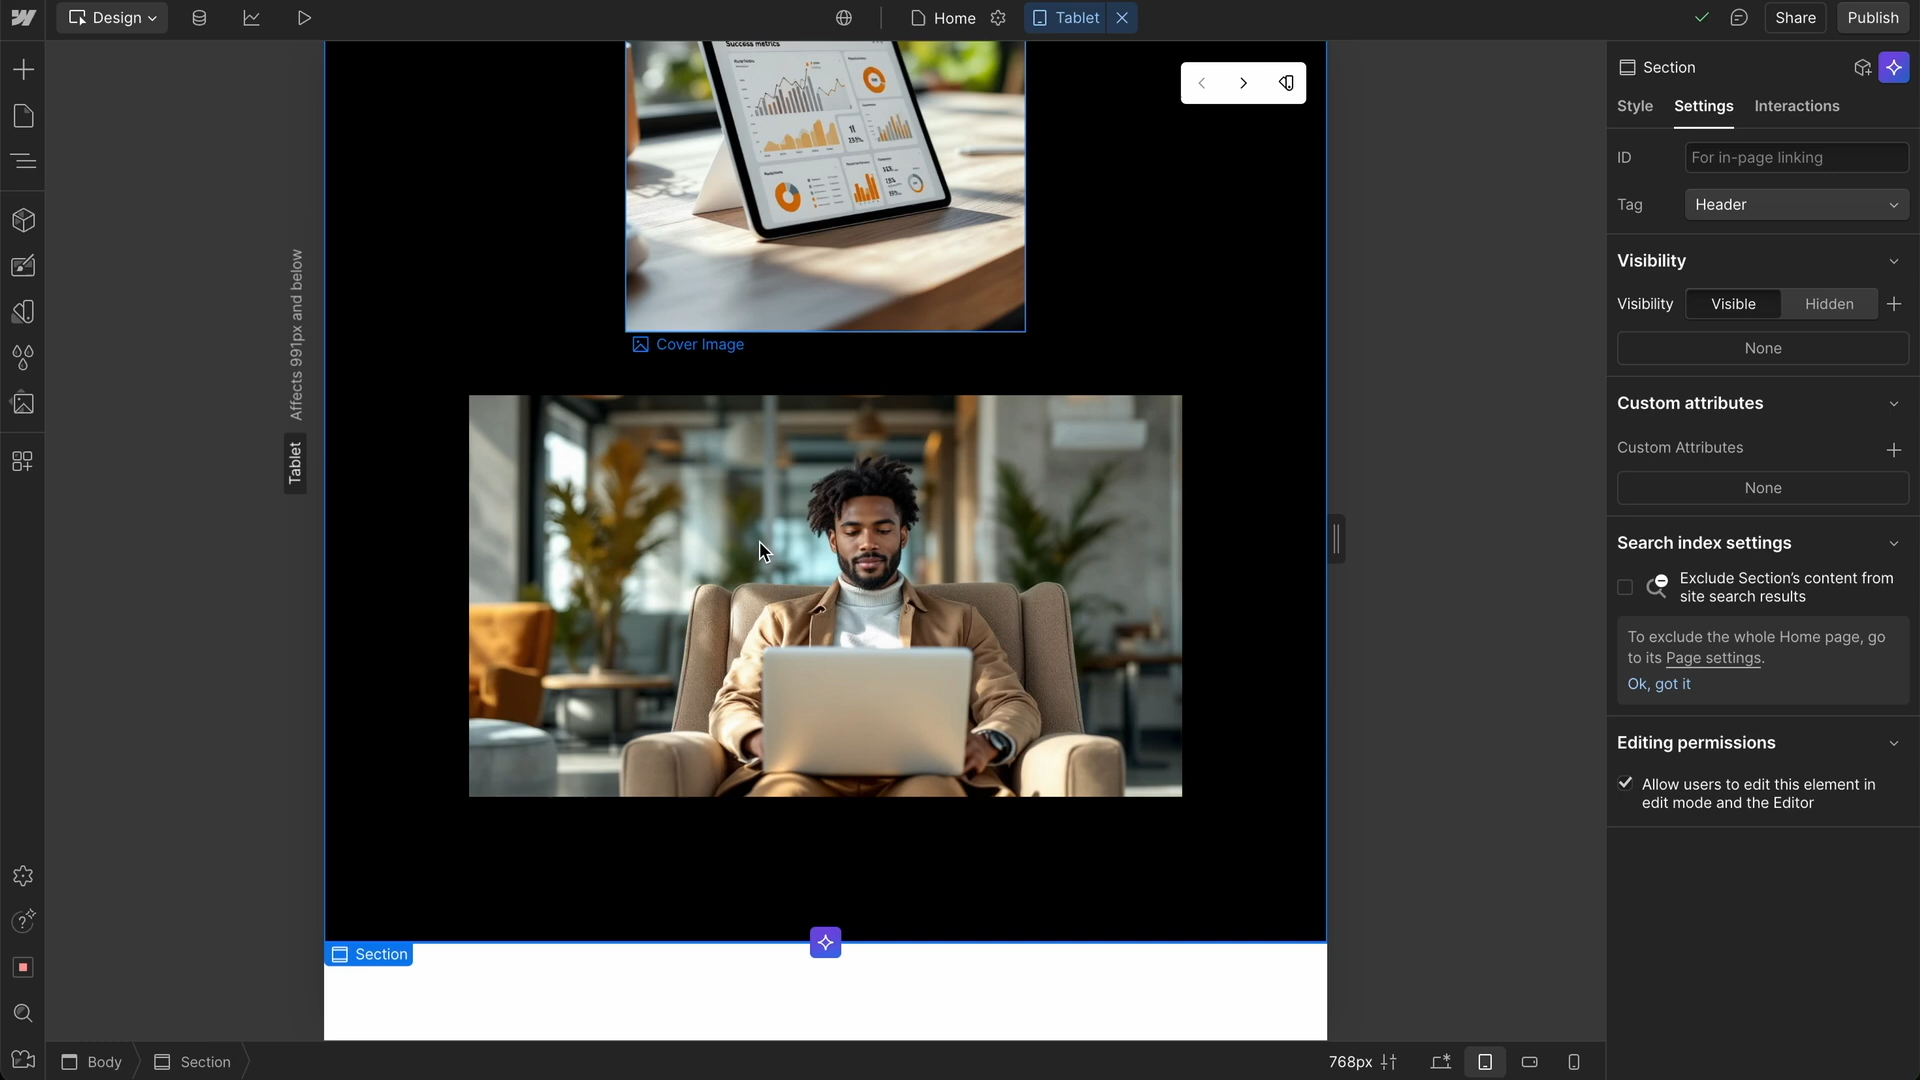 Design
Home
Tablet
Share
Publish
Section
Style
Settings
Interactions
ID
For in-page linking
Tag
Header
Visibility
Visibility
Visible
Hidden
None
Custom attributes
Custom Attributes
None
Search index settings
Exclude Section's content from
site search results
To exclude the whole Home page, go
to its Page settings.
Ok, got it
Editing permissions
Allow users to edit this element in
edit mode and the Editor
Affects 991px and below
Tablet
Success metrics
Cover Image
Section
Body
Section
768px